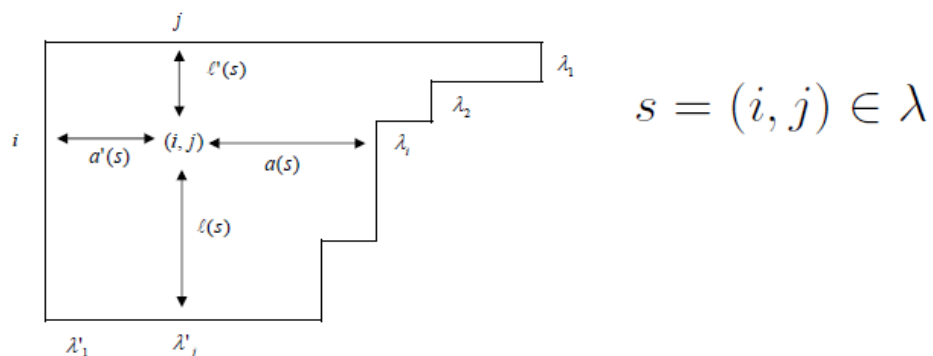 j
ℓ'(s)
λ₁
λ₂
s = (i, j) ∈ λ
i
(i, j)
λᵢ
a'(s)
a(s)
ℓ(s)
λ'₁
λ'ⱼ